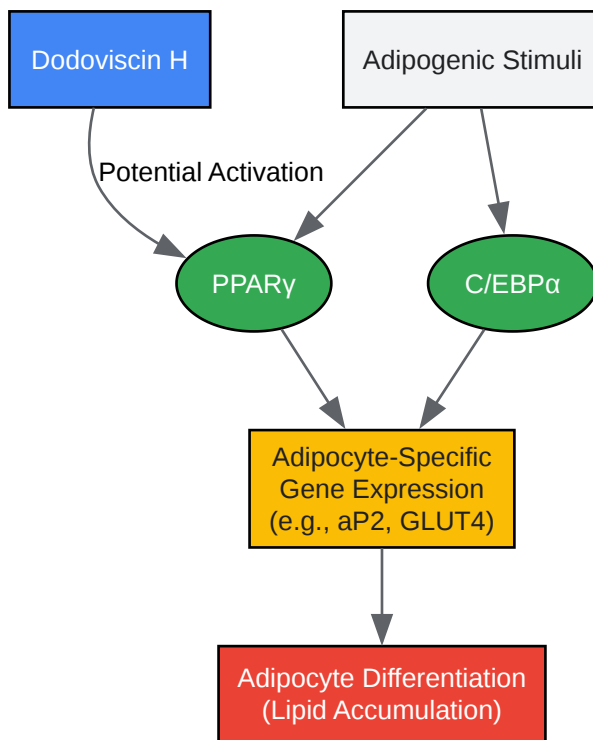 Dodoviscin H
Adipogenic Stimuli
Potential Activation
PPARγ
C/EBPα
Adipocyte-Specific
Gene Expression
(e.g., aP2, GLUT4)
Adipocyte Differentiation
(Lipid Accumulation)